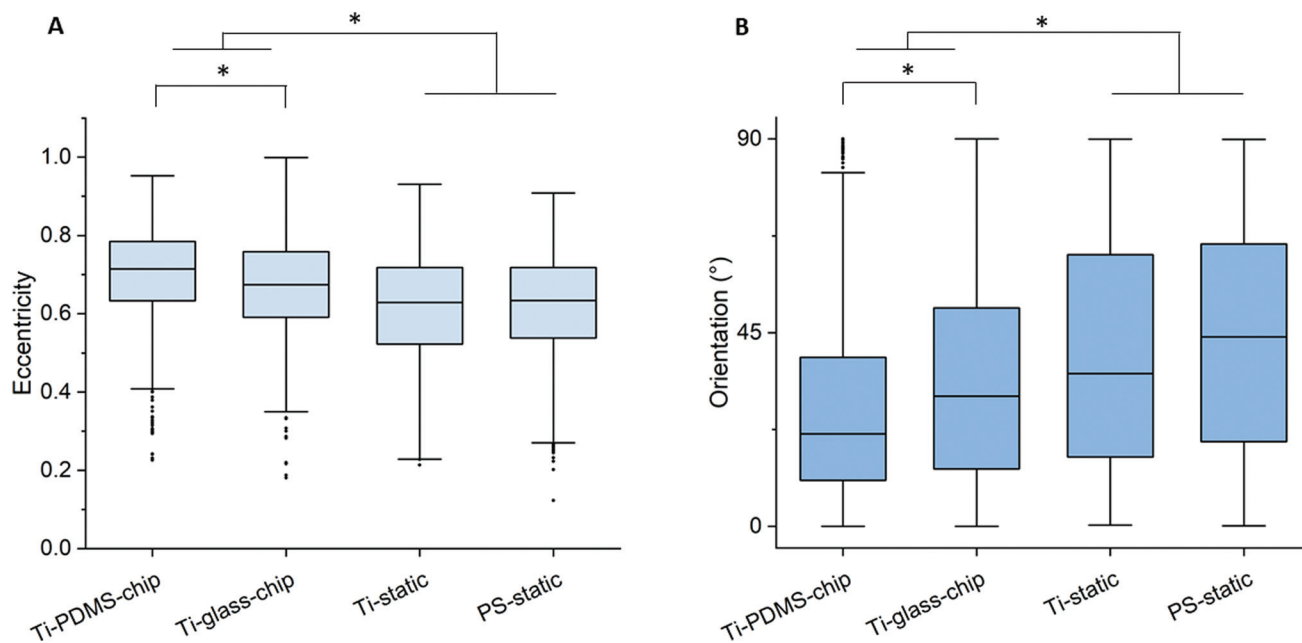 A
*
*
Eccentricity
1.0
0.8
0.6
0.4
0.2
0.0
Ti-PDMS-chip
Ti-glass-chip
Ti-static
PS-static
B
*
*
Orientation (°)
90
45
0
Ti-PDMS-chip
Ti-glass-chip
Ti-static
PS-static